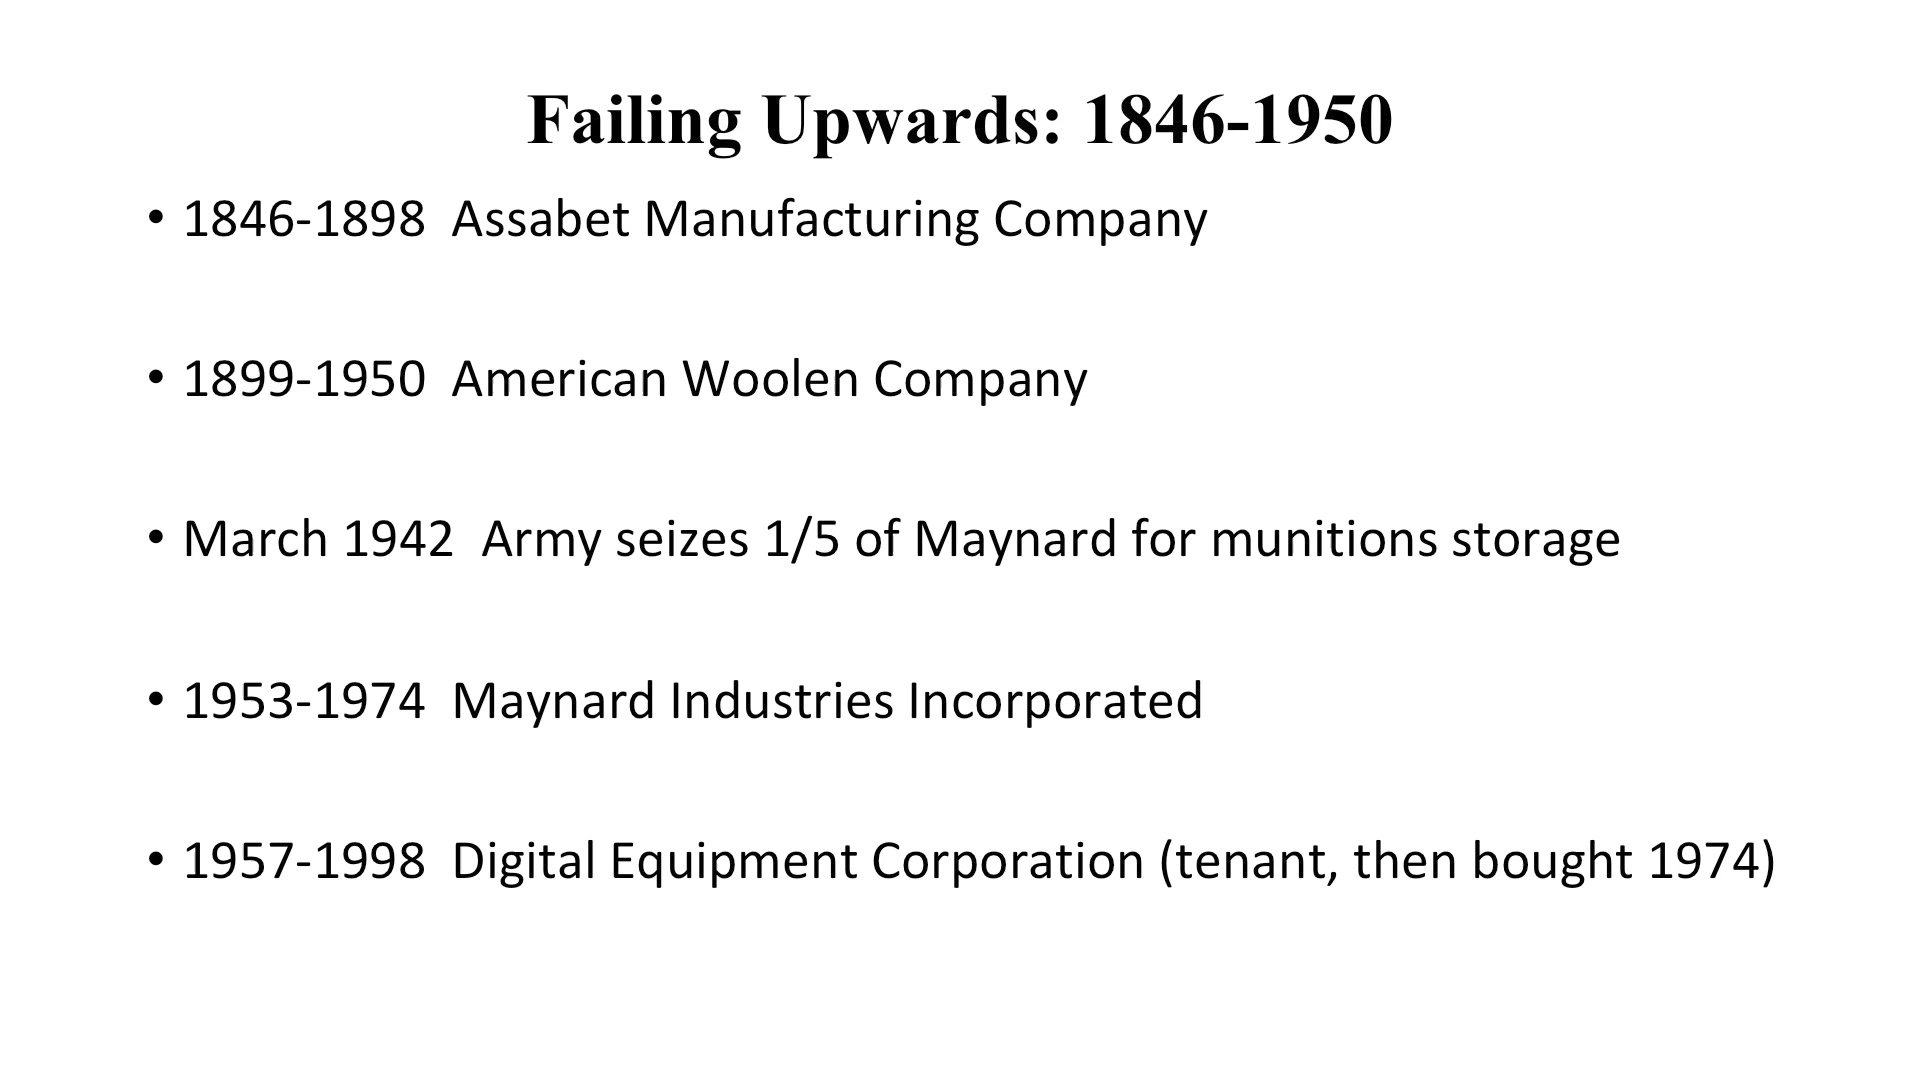 Failing Upwards: 1846-1950
• 1846-1898  Assabet Manufacturing Company
• 1899-1950  American Woolen Company
• March 1942  Army seizes 1/5 of Maynard for munitions storage
• 1953-1974  Maynard Industries Incorporated
• 1957-1998  Digital Equipment Corporation (tenant, then bought 1974)